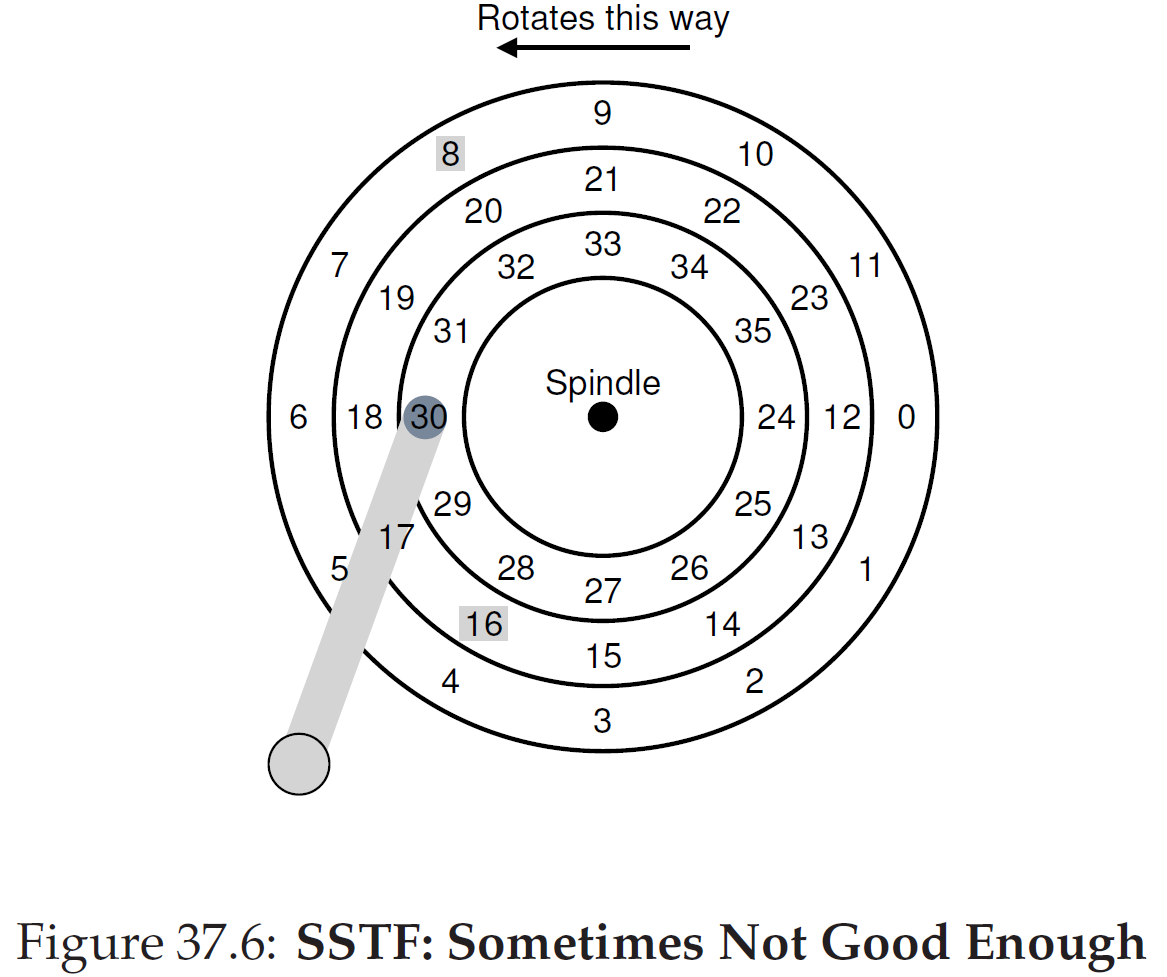 Rotates this way
9
8 10
21
20 22
33
7 32 34 11
19 23
31 35
Spindle
6 18 30 24 12 0
29 25
17 13
5 28 26 1
27
16 14
15
4 2
3
Figure 37.6: SSTF: Sometimes Not Good Enough